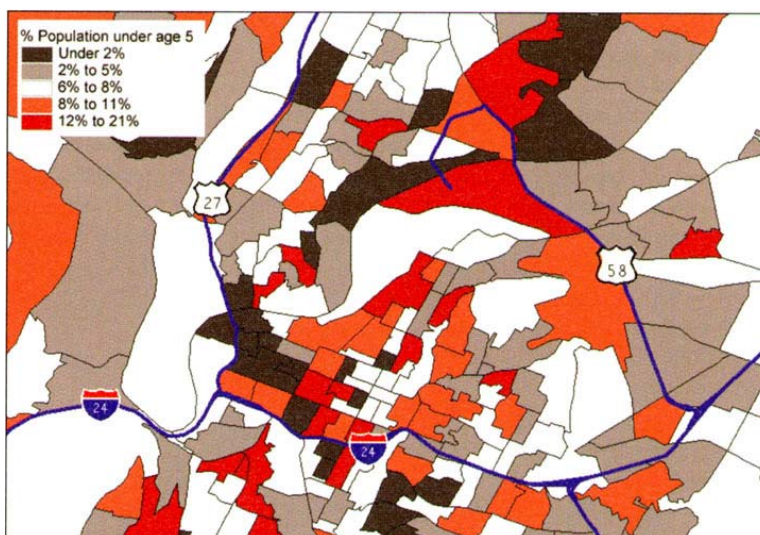 % Population under age 5
Under 2%
2% to 5%
6% to 8%
8% to 11%
12% to 21%
27
58
24
24